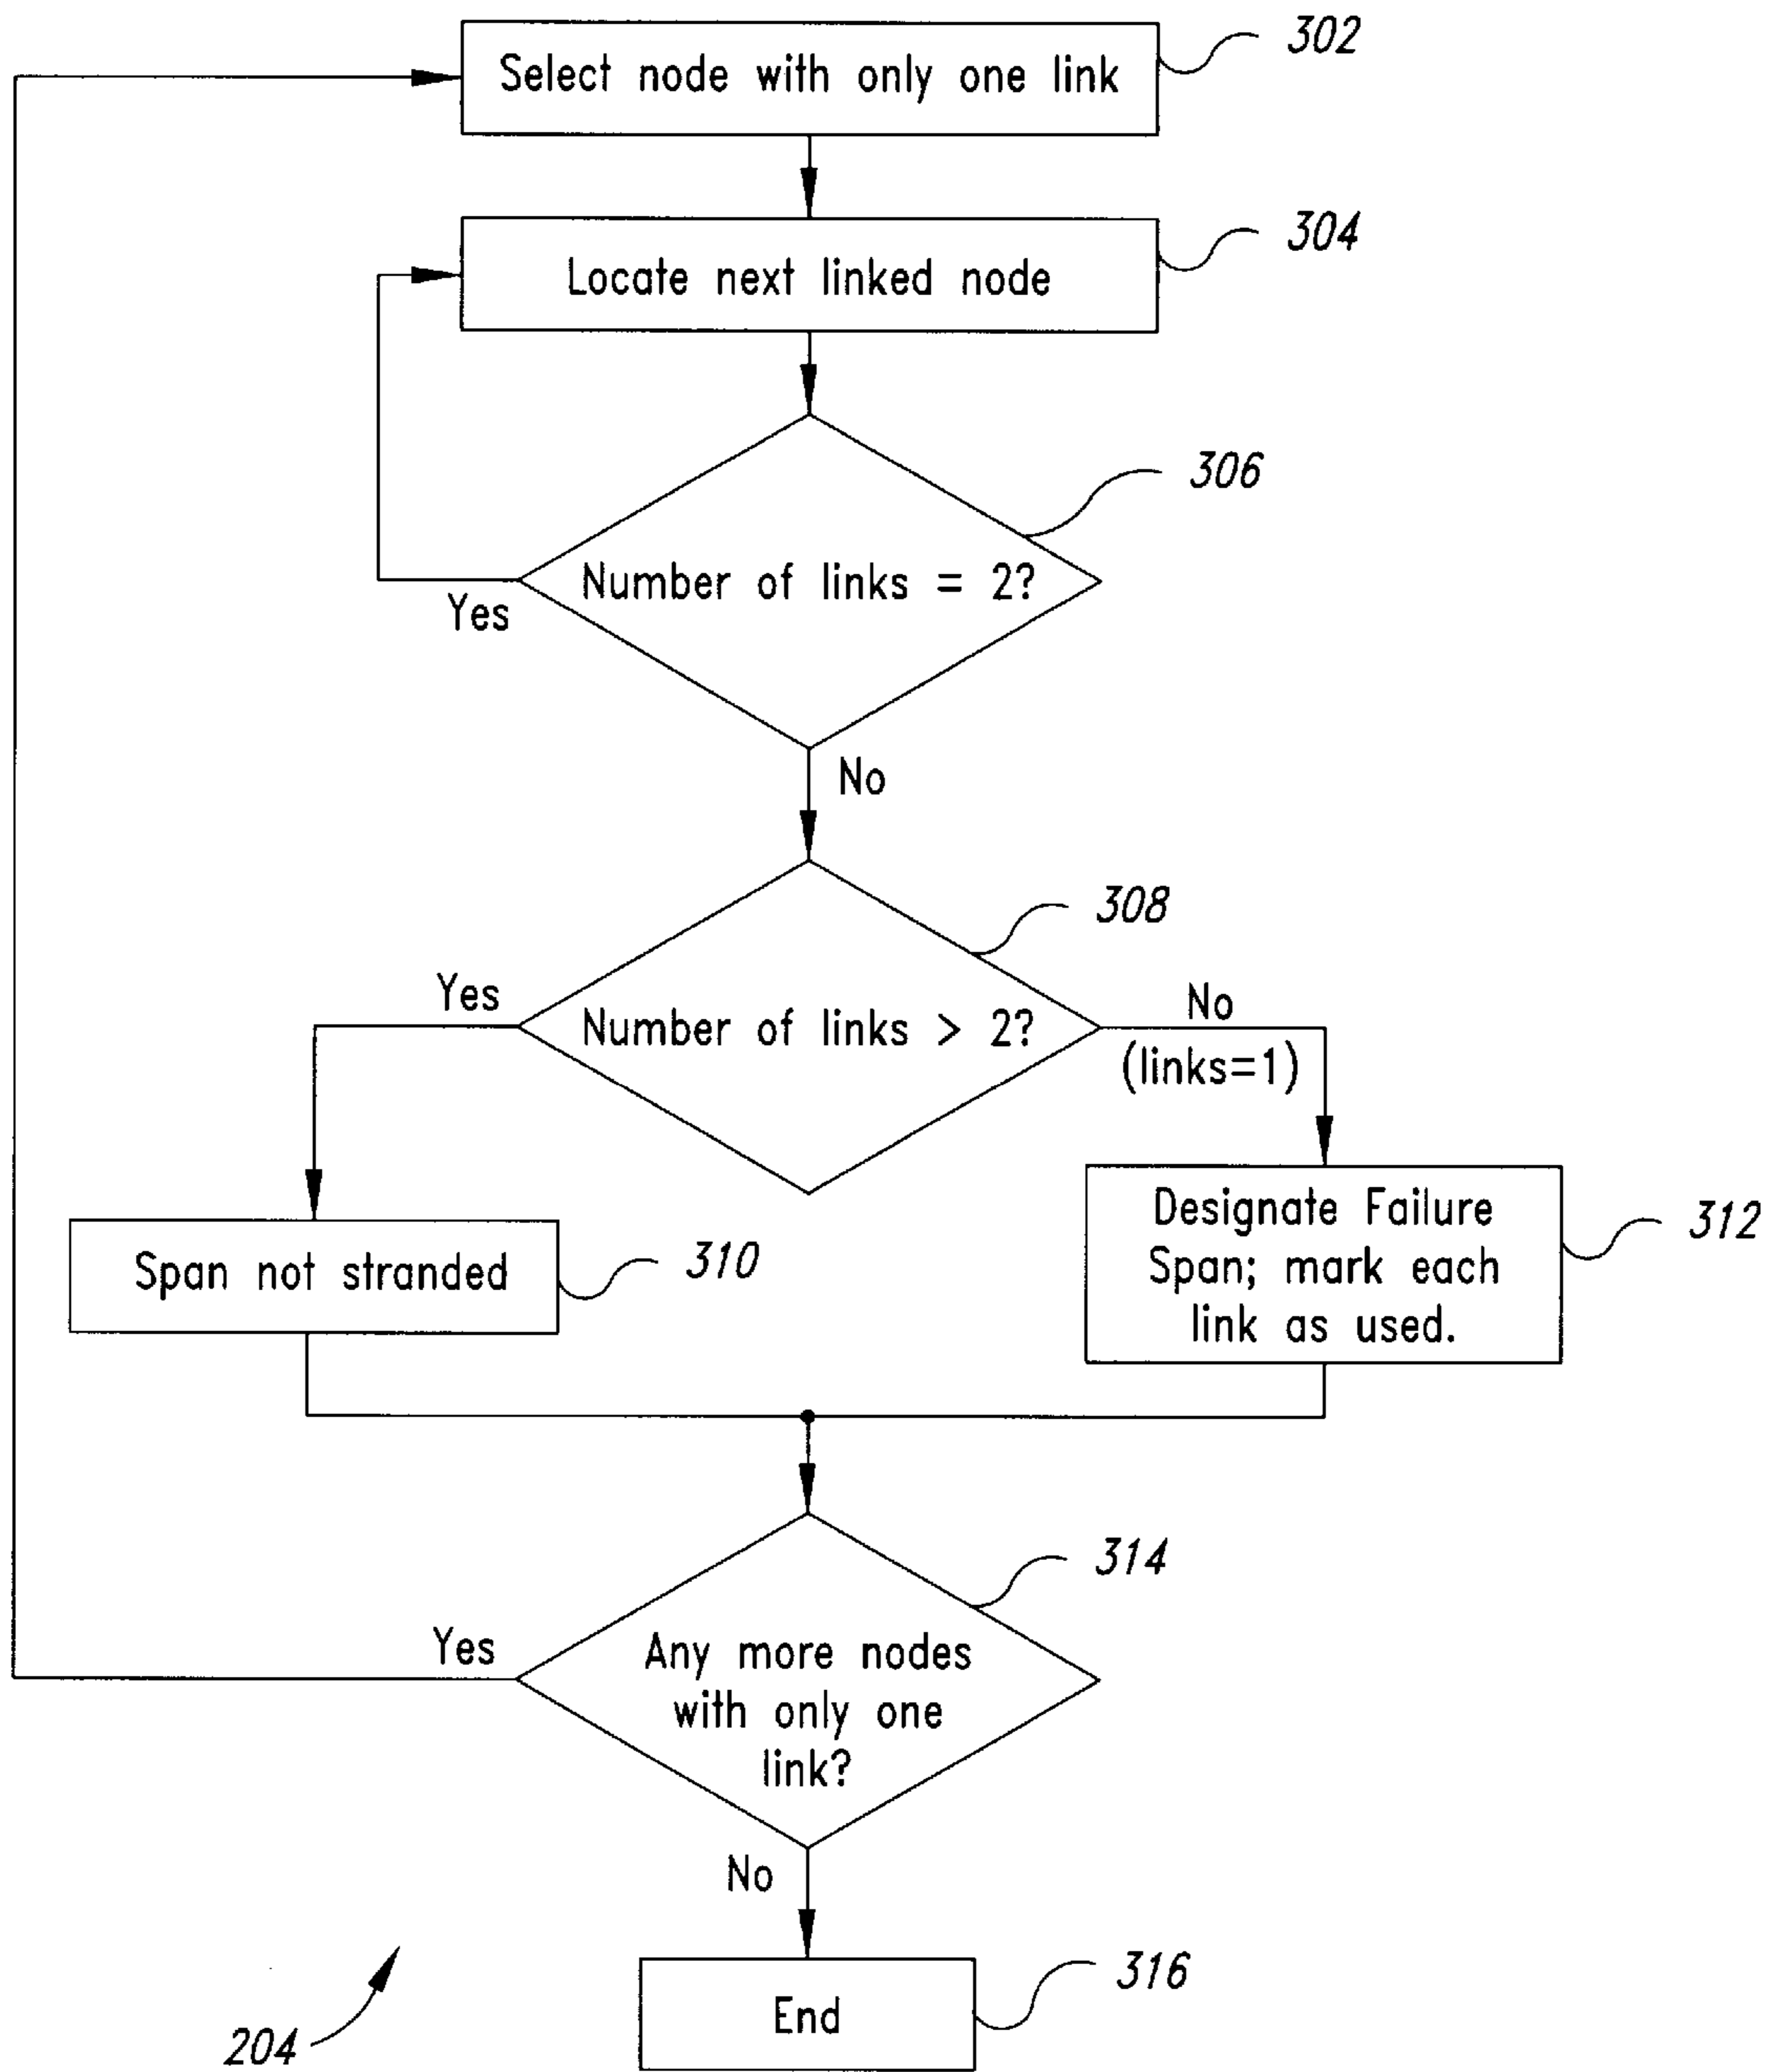 302
Select node with only one link
304
Locate next linked node
306
Number of links = 2?
Yes
No
308
Yes
Number of links > 2?
No
(links=1)
Designate Failure
Span; mark each
link as used.
312
Span not stranded
310
314
Yes
Any more nodes
with only one
link?
No
316
End
204